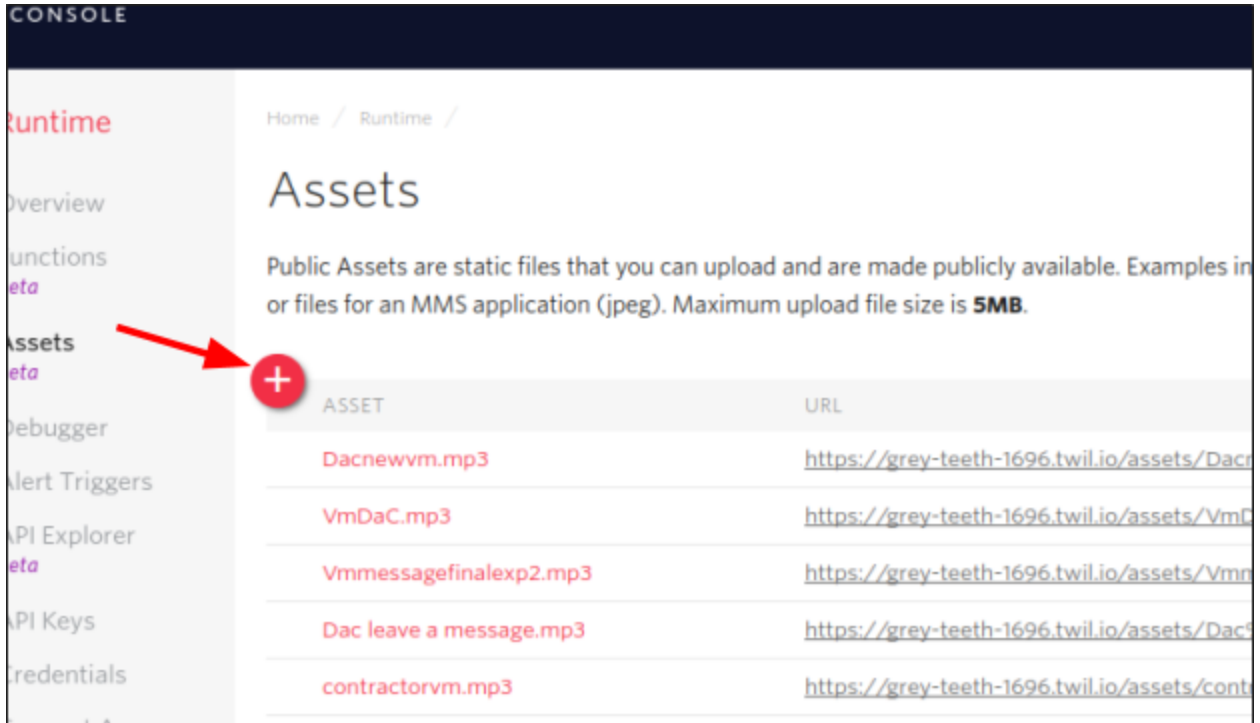 CONSOLE
Runtime
Home / Runtime /
Assets
Overview
unctions
eta
Public Assets are static files that you can upload and are made publicly available. Examples in
or files for an MMS application (jpeg). Maximum upload file size is 5MB.
Assets
eta
+
ASSET URL
Debugger
Dacnewvm.mp3 https://grey-teeth-1696.twil.io/assets/Dacn
Alert Triggers
VmDaC.mp3 https://grey-teeth-1696.twil.io/assets/VmD
API Explorer
eta
Vmmessagefinalexp2.mp3 https://grey-teeth-1696.twil.io/assets/Vmm
API Keys
Dac leave a message.mp3 https://grey-teeth-1696.twil.io/assets/Dac%
Credentials
contractorvm.mp3 https://grey-teeth-1696.twil.io/assets/contr